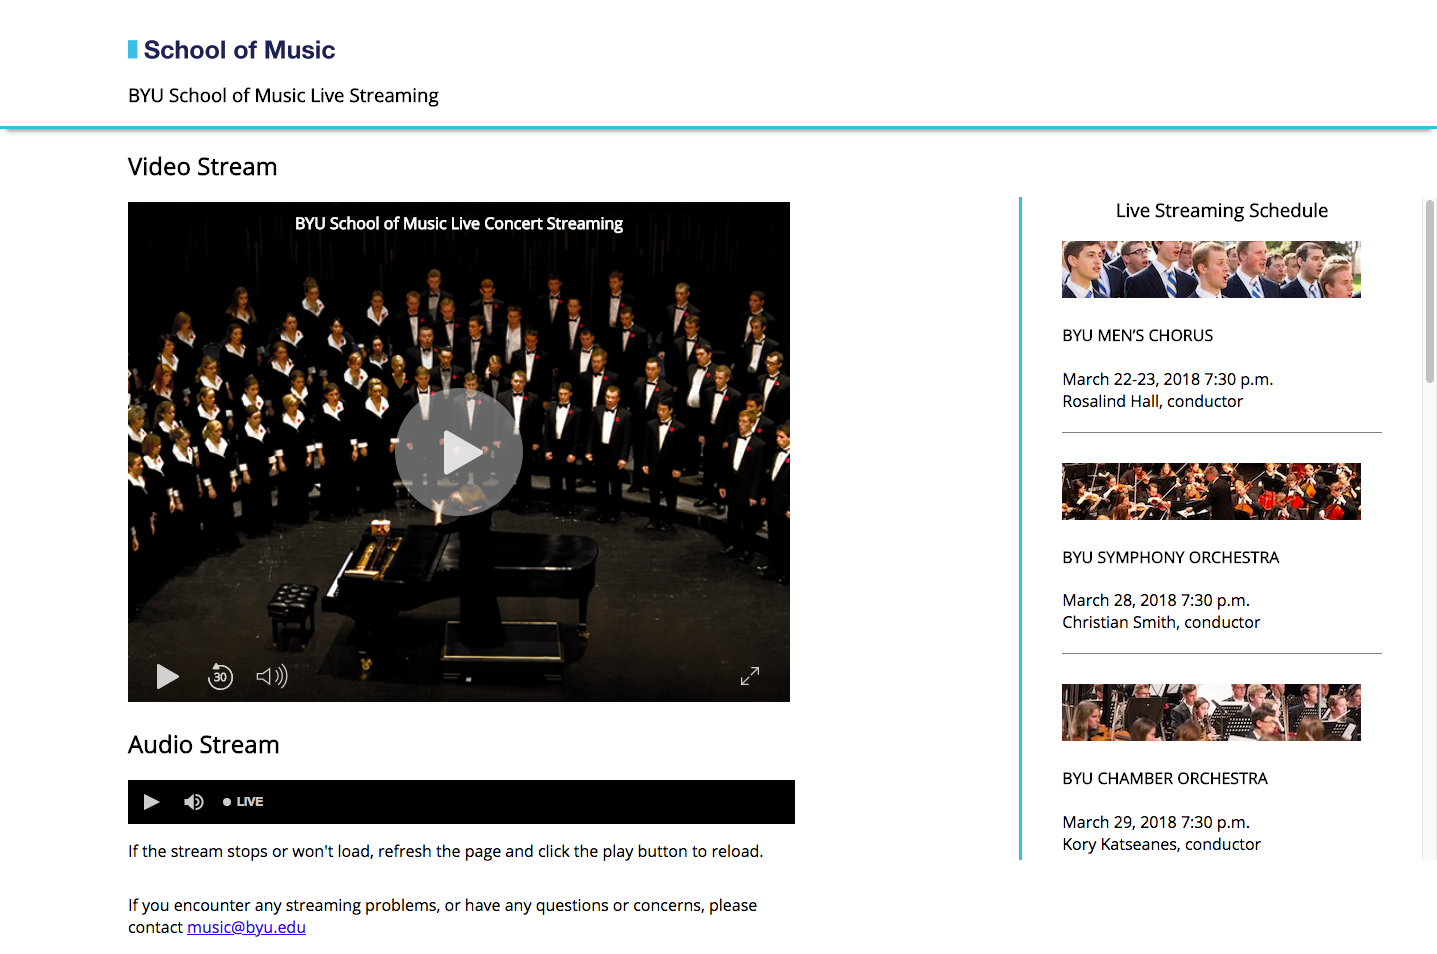 School of Music
BYU School of Music Live Streaming
Video Stream
BYU School of Music Live Concert Streaming
30
Audio Stream
LIVE
If the stream stops or won't load, refresh the page and click the play button to reload.
If you encounter any streaming problems, or have any questions or concerns, please
contact music@byu.edu
Live Streaming Schedule
BYU MEN’S CHORUS
March 22-23, 2018 7:30 p.m.
Rosalind Hall, conductor
BYU SYMPHONY ORCHESTRA
March 28, 2018 7:30 p.m.
Christian Smith, conductor
BYU CHAMBER ORCHESTRA
March 29, 2018 7:30 p.m.
Kory Katseanes, conductor